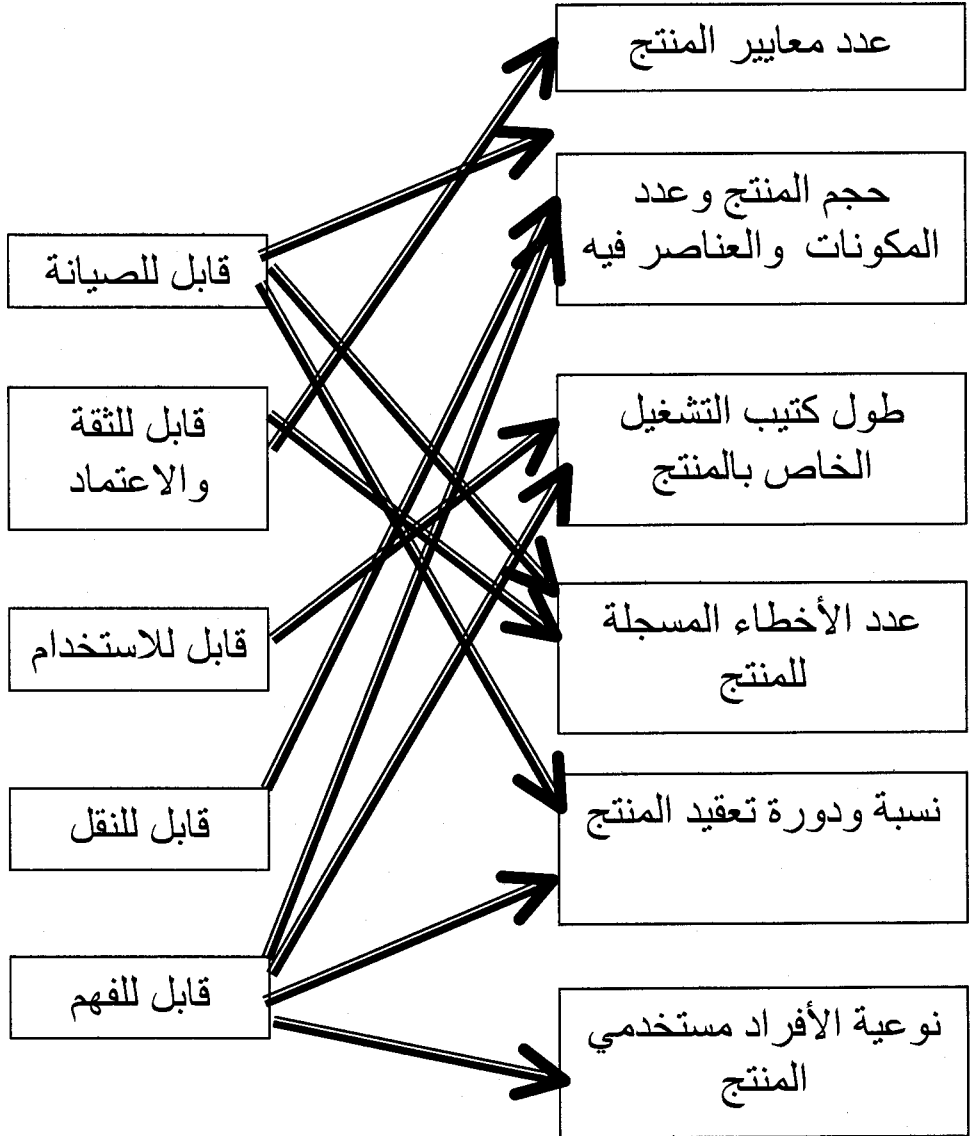 عدد معايير المنتج
حجم المنتج وعدد
المكونات والعناصر فيه
طول كتيب التشغيل
الخاص بالمنتج
عدد الأخطاء المسجلة
للمنتج
نسبة ودورة تعقيد المنتج
نوعية الأفراد مستخدمي
المنتج
قابل للصيانة
قابل للثقة
والاعتماد
قابل للاستخدام
قابل للنقل
قابل للفهم